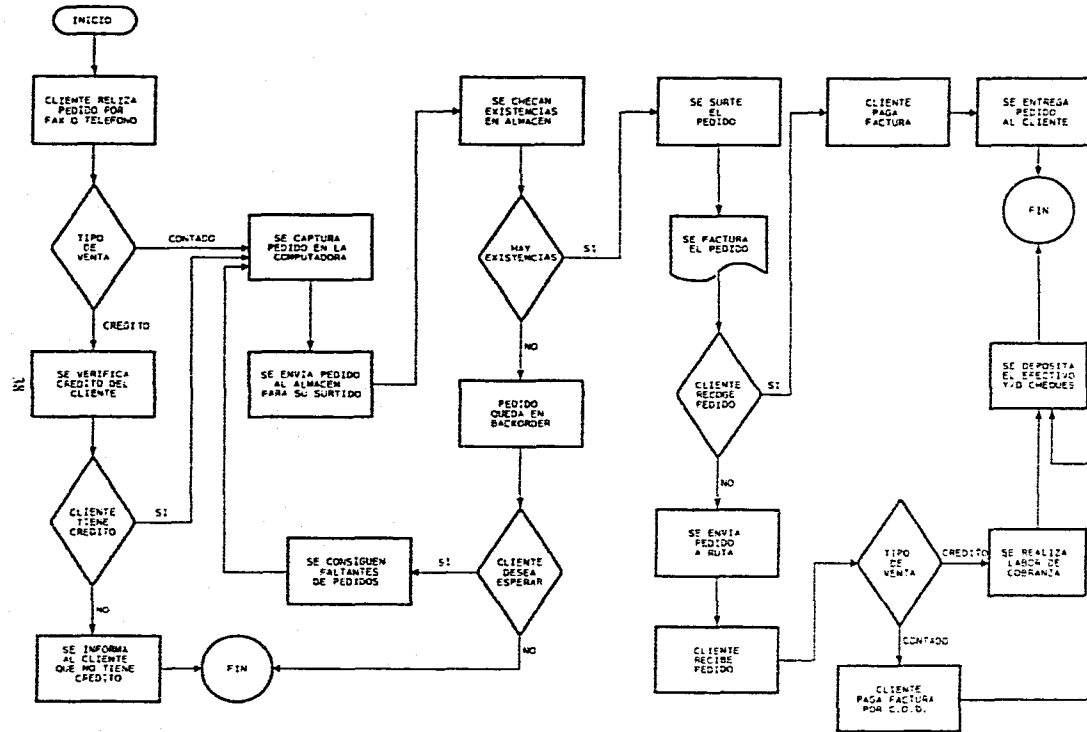 INICIO
CLIENTE RELIZA
PEDIDO POR
FAX O TELEFONO
TIPO
DE
VENTA
CONTADO
CREDITO
SE VERIFICA
CREDITO DEL
CLIENTE
CLIENTE
TIENE
CREDITO
SI
NO
SE INFORMA
AL CLIENTE
QUE NO TIENE
CREDITO
FIN
SE CAPTURA
PEDIDO EN LA
COMPUTADORA
SE ENVIA PEDIDO
AL ALMACEN
PARA SU SURTIDO
SE CHECAN
EXISTENCIAS
EN ALMACEN
HAY
EXISTENCIAS
SI
NO
PEDIDO
QUEDA EN
BACKORDER
CLIENTE
DESEA
ESPERAR
SI
NO
SE CONSIGUEN
FALTANTES
DE PEDIDOS
SE SURTE
EL
PEDIDO
SE FACTURA
EL PEDIDO
CLIENTE
RECOGE
PEDIDO
SI
NO
SE ENVIA
PEDIDO
A RUTA
CLIENTE
RECIBE
PEDIDO
TIPO
DE
VENTA
CREDITO
CONTADO
CLIENTE
PAGA FACTURA
POR C.O.D.
SE REALIZA
LABOR DE
COBRANZA
SE DEPOSITA
EL EFECTIVO
Y/O CHEQUES
CLIENTE
PAGA
FACTURA
SE ENTREGA
PEDIDO
AL CLIENTE
FIN